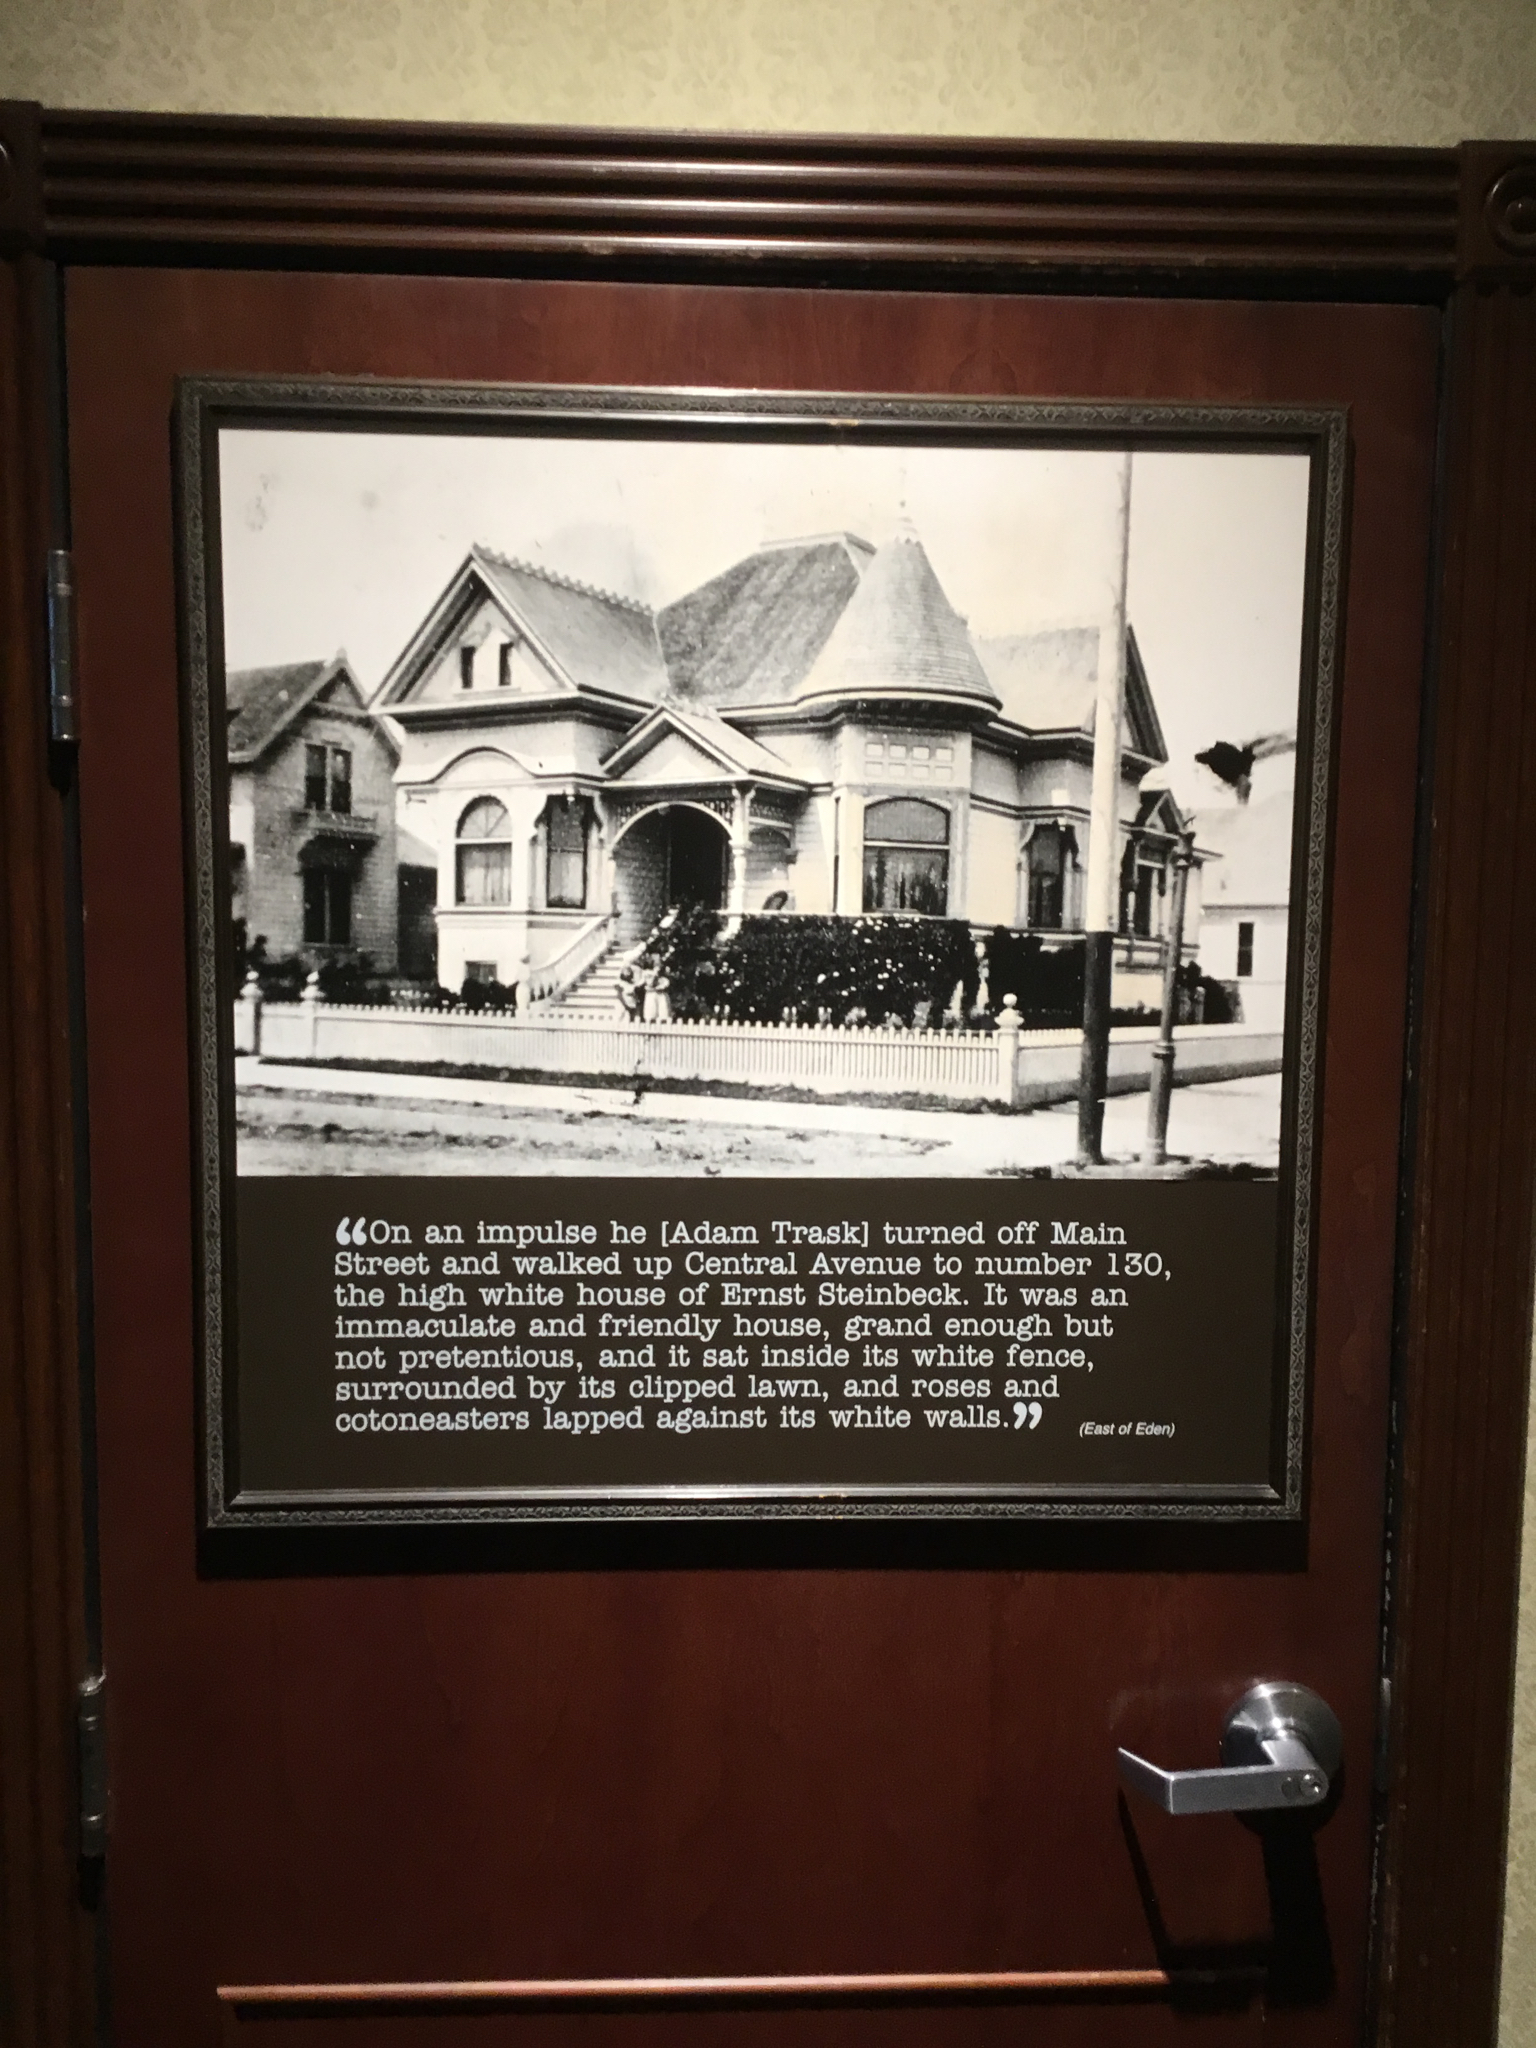 “On an impulse he [Adam Trask] turned off Main
Street and walked up Central Avenue to number 130,
the high white house of Ernst Steinbeck. It was an
immaculate and friendly house, grand enough but
not pretentious, and it sat inside its white fence,
surrounded by its clipped lawn, and roses and
cotoneasters lapped against its white walls.”
(East of Eden)